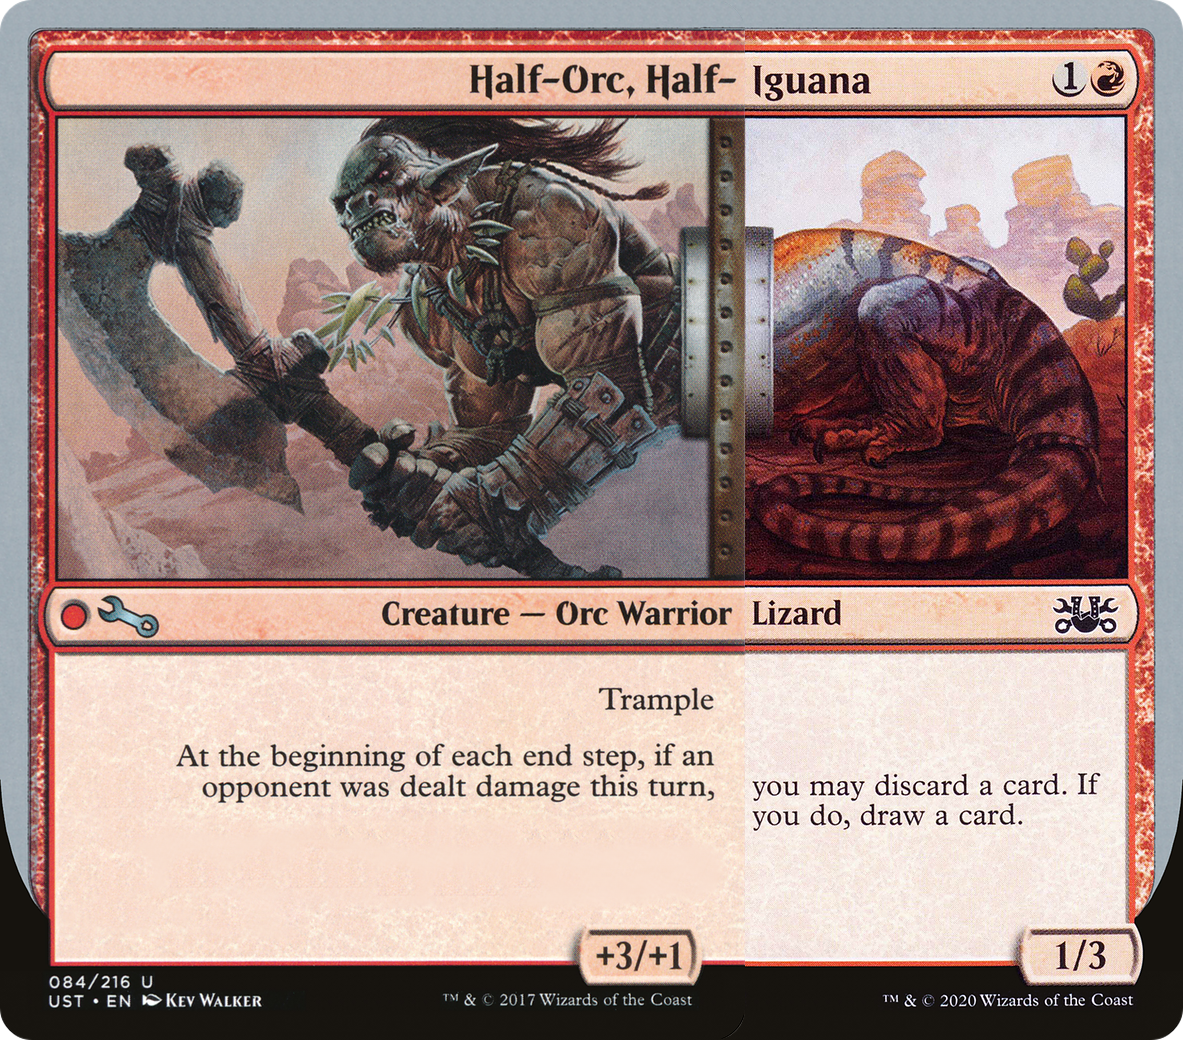 Half-Orc, Half- Iguana 1
Creature — Orc Warrior Lizard
Trample
At the beginning of each end step, if an
opponent was dealt damage this turn,
you may discard a card. If
you do, draw a card.
+3/+1
1/3
084/216 U
UST • EN Kev Walker
™ & © 2017 Wizards of the Coast
™ & © 2020 Wizards of the Coast